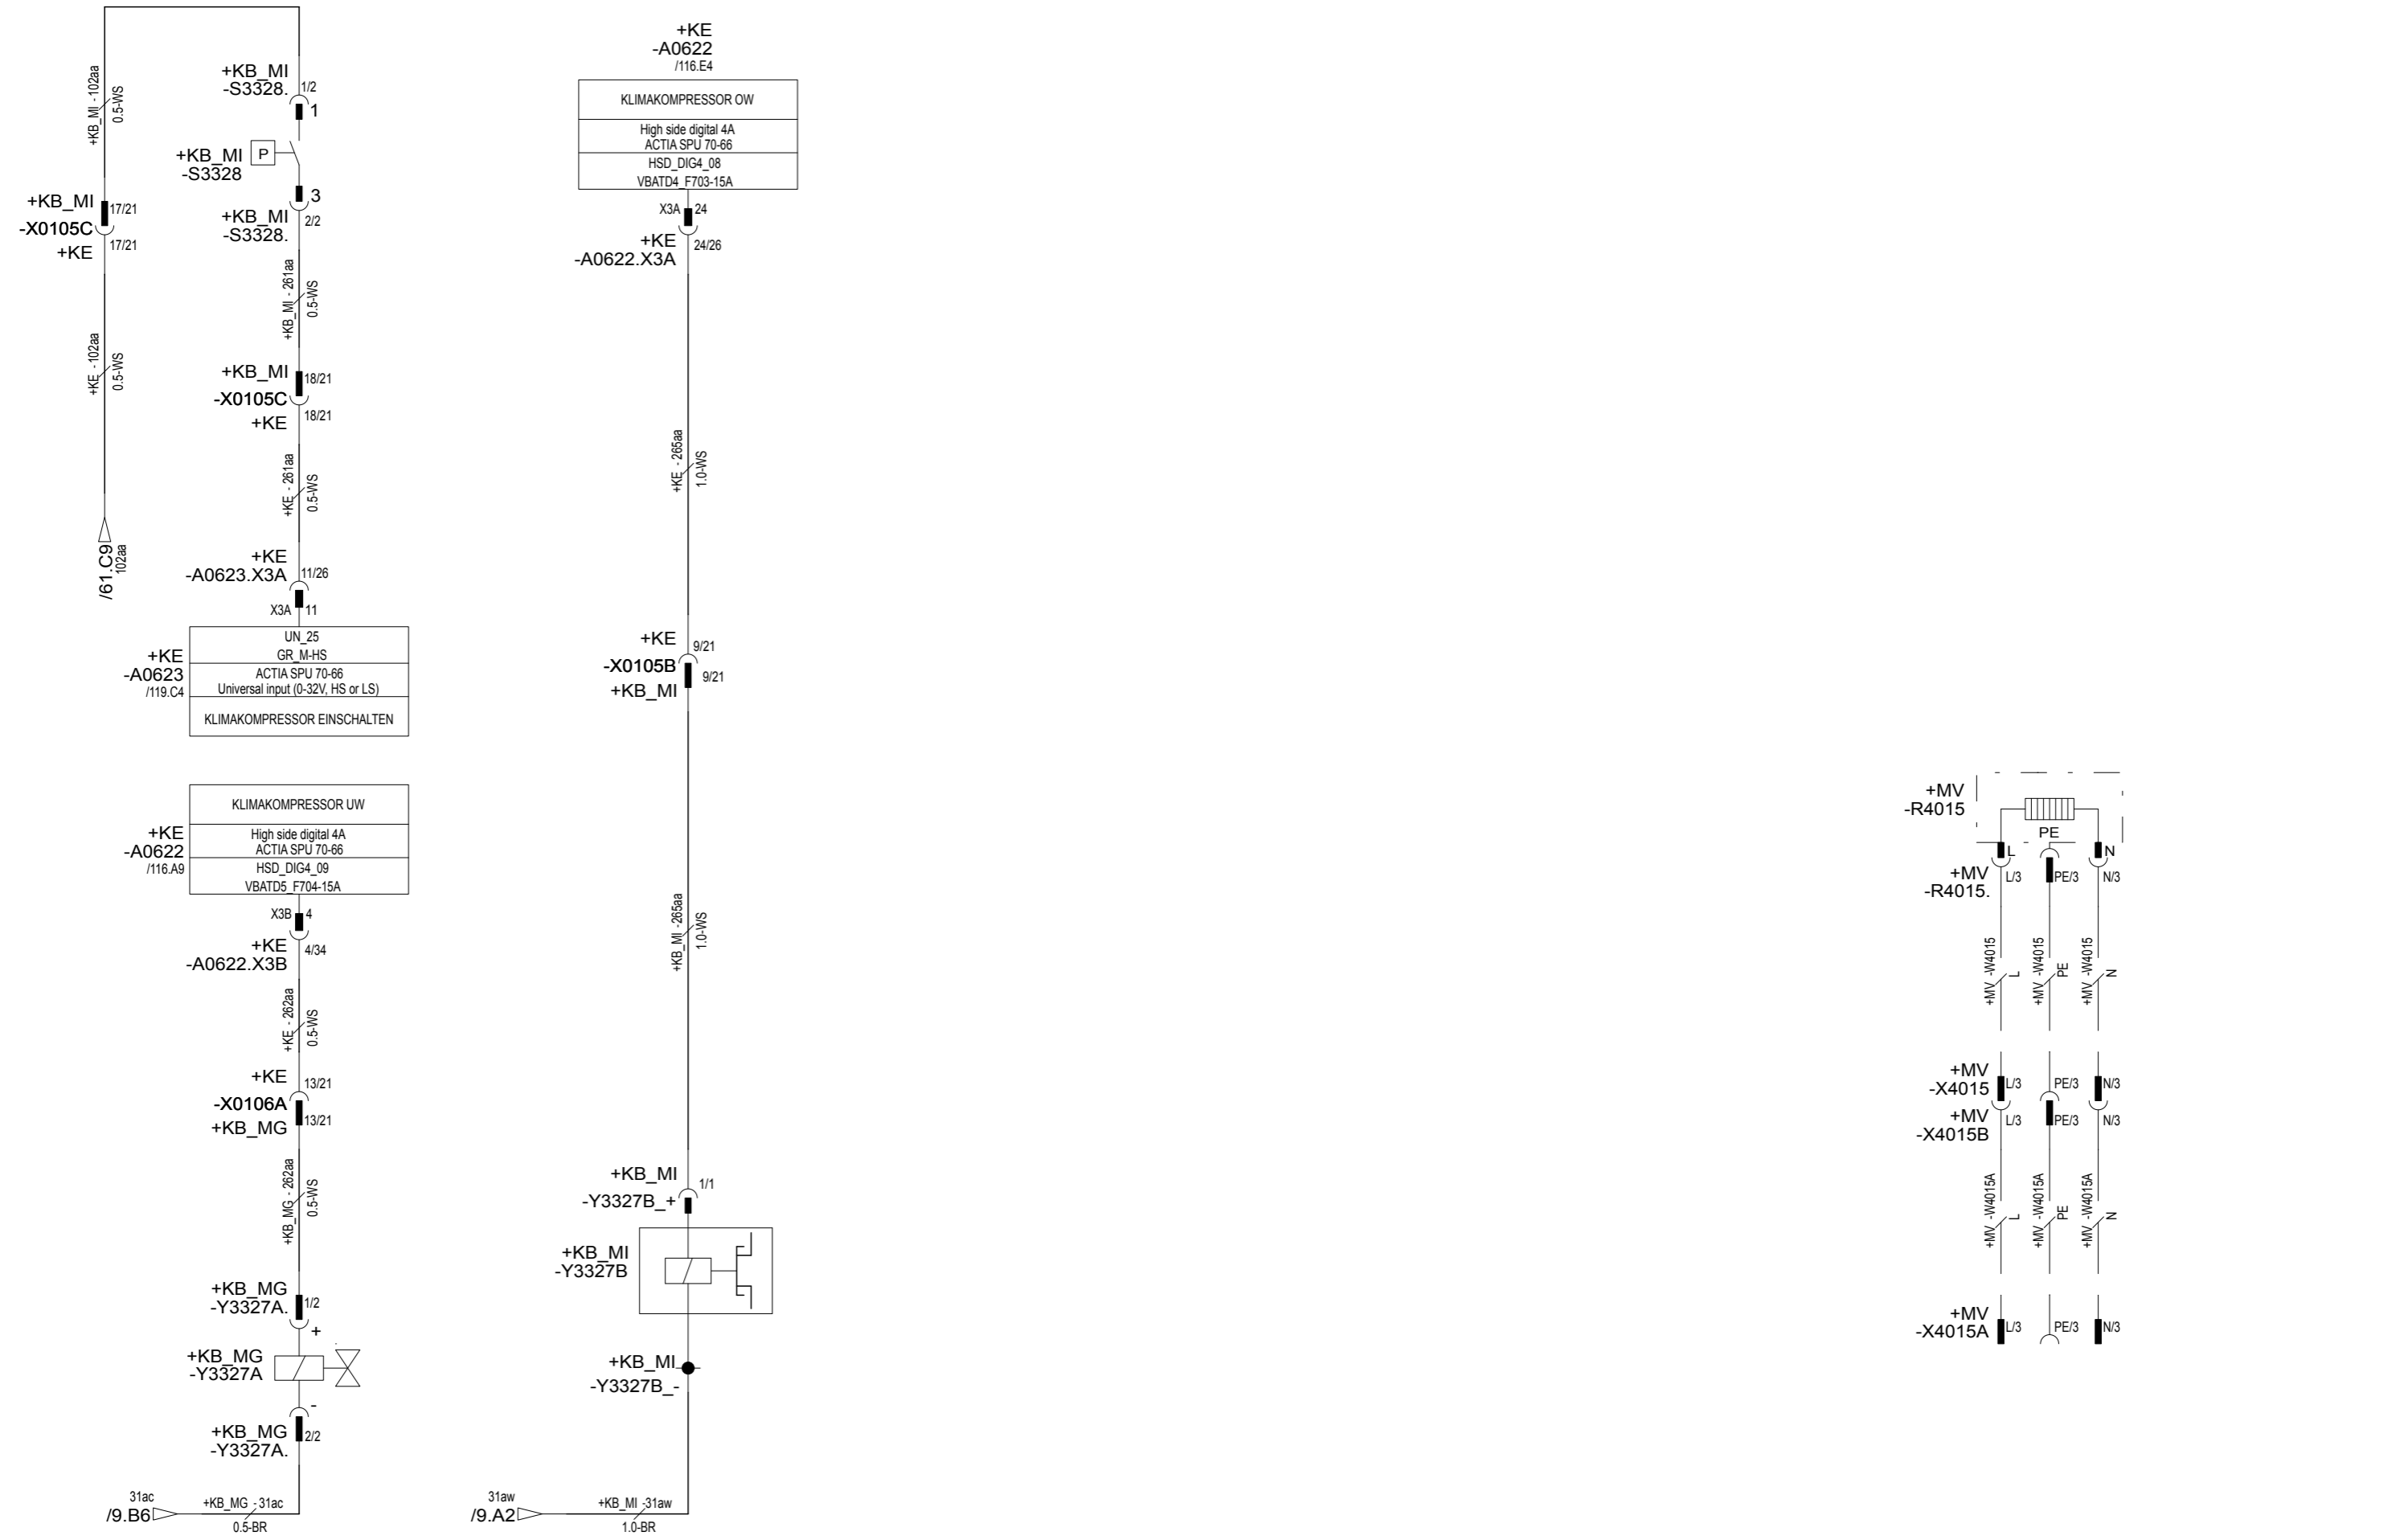 +KB_MI -102aa
0.5-WS
+KB_MI
17/21
-X0105C
17/21
+KE
+KE -102aa
0.5-WS
/61.C9
102aa
+KB_MI
-S3328.
1/2
1
+KB_MI
P
-S3328
3
+KB_MI
-S3328.
2/2
+KB_MI -261aa
0.5-WS
+KB_MI
18/21
-X0105C
18/21
+KE
+KE -261aa
0.5-WS
+KE
-A0623.X3A
11/26
X3A
11
UN_25
GR_M-HS
+KE
-A0623
/119.C4
ACTIA SPU 70-66
Universal input (0-32V, HS or LS)
KLIMAKOMPRESSOR EINSCHALTEN
KLIMAKOMPRESSOR UW
+KE
-A0622
/116.A9
High side digital 4A
ACTIA SPU 70-66
HSD_DIG4_09
VBATD5_F704-15A
X3B
4
+KE
4/34
-A0622.X3B
+KE -262aa
0.5-WS
+KE
13/21
-X0106A
13/21
+KB_MG
+KB_MG -262aa
0.5-WS
+KB_MG
-Y3327A.
1/2
+
+KB_MG
-Y3327A
-
+KB_MG
-Y3327A.
2/2
31ac
/9.B6
+KB_MG -31ac
0.5-BR
+KE
-A0622
/116.E4
KLIMAKOMPRESSOR OW
High side digital 4A
ACTIA SPU 70-66
HSD_DIG4_08
VBATD4_F703-15A
X3A
24
+KE
24/26
-A0622.X3A
+KE -265aa
1.0-WS
+KE
9/21
-X0105B
9/21
+KB_MI
+KB_MI -265aa
1.0-WS
+KB_MI
1/1
-Y3327B_+
+KB_MI
-Y3327B
+KB_MI
-Y3327B_-
31aw
/9.A2
+KB_MI -31aw
1.0-BR
+MV
-R4015
PE
L
N
+MV
-R4015.
L/3
PE/3
N/3
+MV -W4015
L
+MV -W4015
PE
+MV -W4015
N
+MV
-X4015
L/3
PE/3
N/3
+MV
-X4015B
L/3
PE/3
N/3
+MV -W4015A
L
+MV -W4015A
PE
+MV -W4015A
N
+MV
-X4015A
L/3
PE/3
N/3